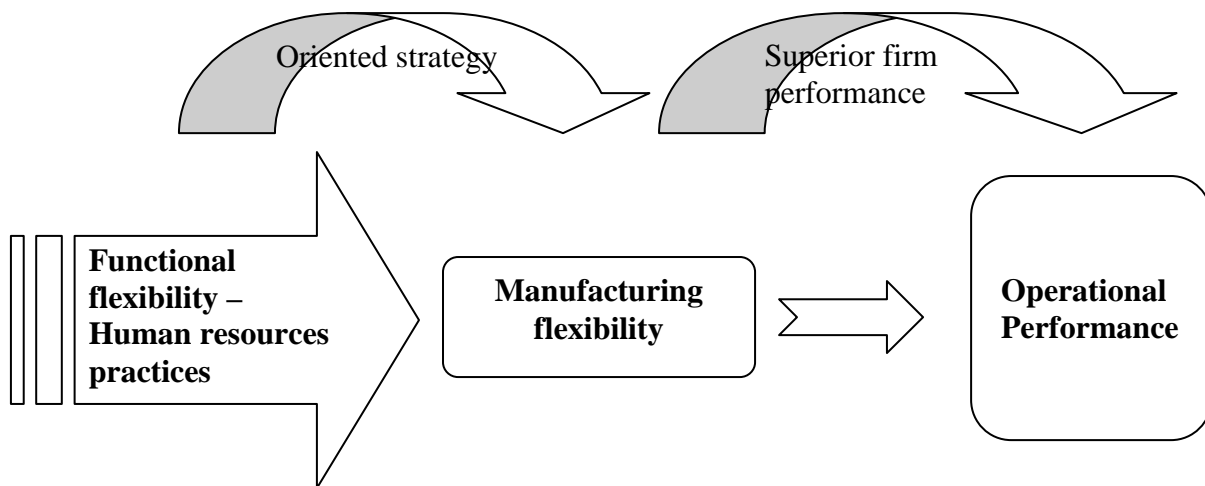 Oriented strategy
Superior firm
performance
Functional
flexibility –
Human resources
practices
Manufacturing
flexibility
Operational
Performance